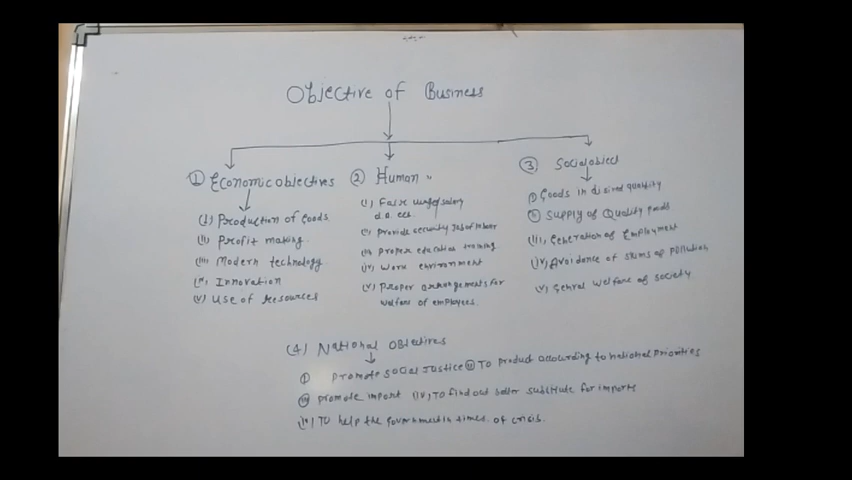 Objective of Business
① Economic objectives
(i) Production of Goods
(ii) Profit making
(iii) Modern technology
(iv) Innovation
(v) Use of resources
② Human "
(i) Fair wages/salary
d.a. ees.
(ii) provide security
(iii) Proper education training
(iv) Work environment
(v) Proper arrangements for
welfare of employees.
③ Social object
(i) Goods in desired quality
(ii) Supply of Quality goods
(iii) Generation of Employment
(iv) Avoidance of slums of pollution
(v) Genral welfare of society
(4) National objectives
(i) promote social Justice (ii) To product according to national priorities
(iii) promote import (iv) To find out better substitute for imports
(v) To help the Government in times of crisis.